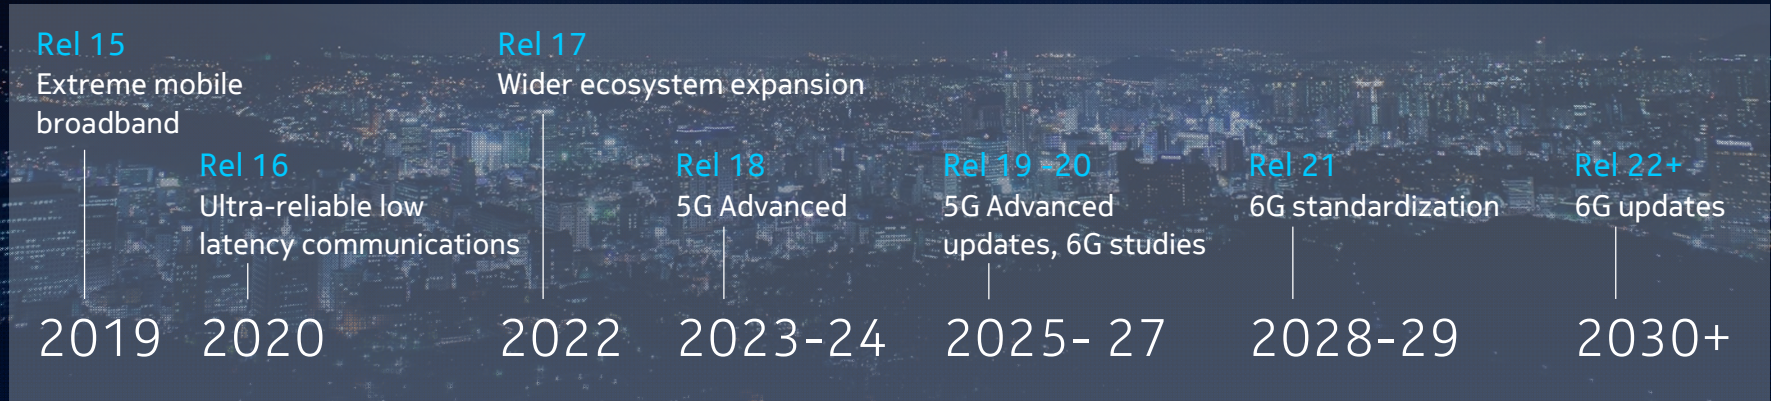 Rel 15
Extreme mobile
broadband
Rel 16
Ultra-reliable low
latency communications
Rel 17
Wider ecosystem expansion
Rel 18
5G Advanced
Rel 19 -20
5G Advanced
updates, 6G studies
Rel 21
6G standardization
Rel 22+
6G updates
2019
2020
2022
2023-24
2025- 27
2028-29
2030+